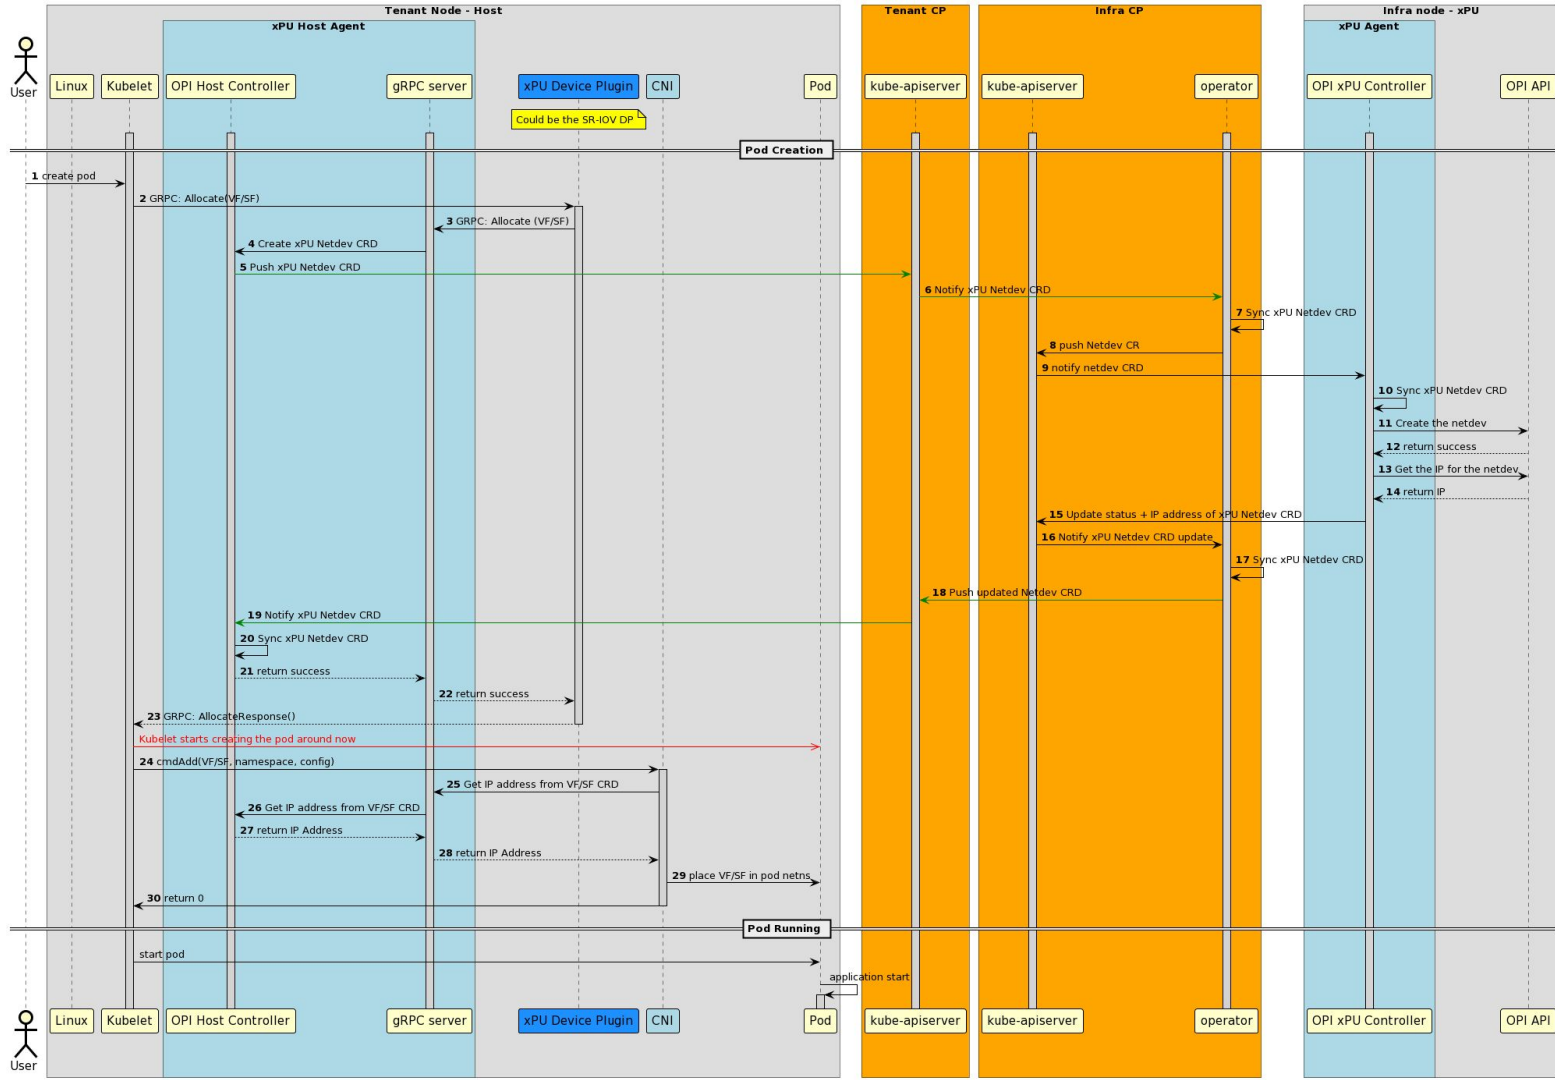 Tenant Node - Host
Tenant CP
Infra CP
Infra node - xPU
xPU Host Agent
xPU Agent
User
Linux
Kubelet
OPI Host Controller
gRPC server
xPU Device Plugin
CNI
Pod
kube-apiserver
kube-apiserver
operator
OPI xPU Controller
OPI API
Could be the SR-IOV DP
Pod Creation
1 create pod
2 GRPC: Allocate(VF/SF)
3 GRPC: Allocate (VF/SF)
4 Create xPU Netdev CRD
5 Push xPU Netdev CRD
6 Notify xPU Netdev CRD
7 Sync xPU Netdev CRD
8 push Netdev CR
9 notify netdev CRD
10 Sync xPU Netdev CRD
11 Create the netdev
12 return success
13 Get the IP for the netdev
14 return IP
15 Update status + IP address of xPU Netdev CRD
16 Notify xPU Netdev CRD update
17 Sync xPU Netdev CRD
18 Push updated Netdev CRD
19 Notify xPU Netdev CRD
20 Sync xPU Netdev CRD
21 return success
22 return success
23 GRPC: AllocateResponse()
Kubelet starts creating the pod around now
24 cmdAdd(VF/SF, namespace, config)
25 Get IP address from VF/SF CRD
26 Get IP address from VF/SF CRD
27 return IP Address
28 return IP Address
29 place VF/SF in pod netns
30 return 0
Pod Running
start pod
application start
User
Linux
Kubelet
OPI Host Controller
gRPC server
xPU Device Plugin
CNI
Pod
kube-apiserver
kube-apiserver
operator
OPI xPU Controller
OPI API